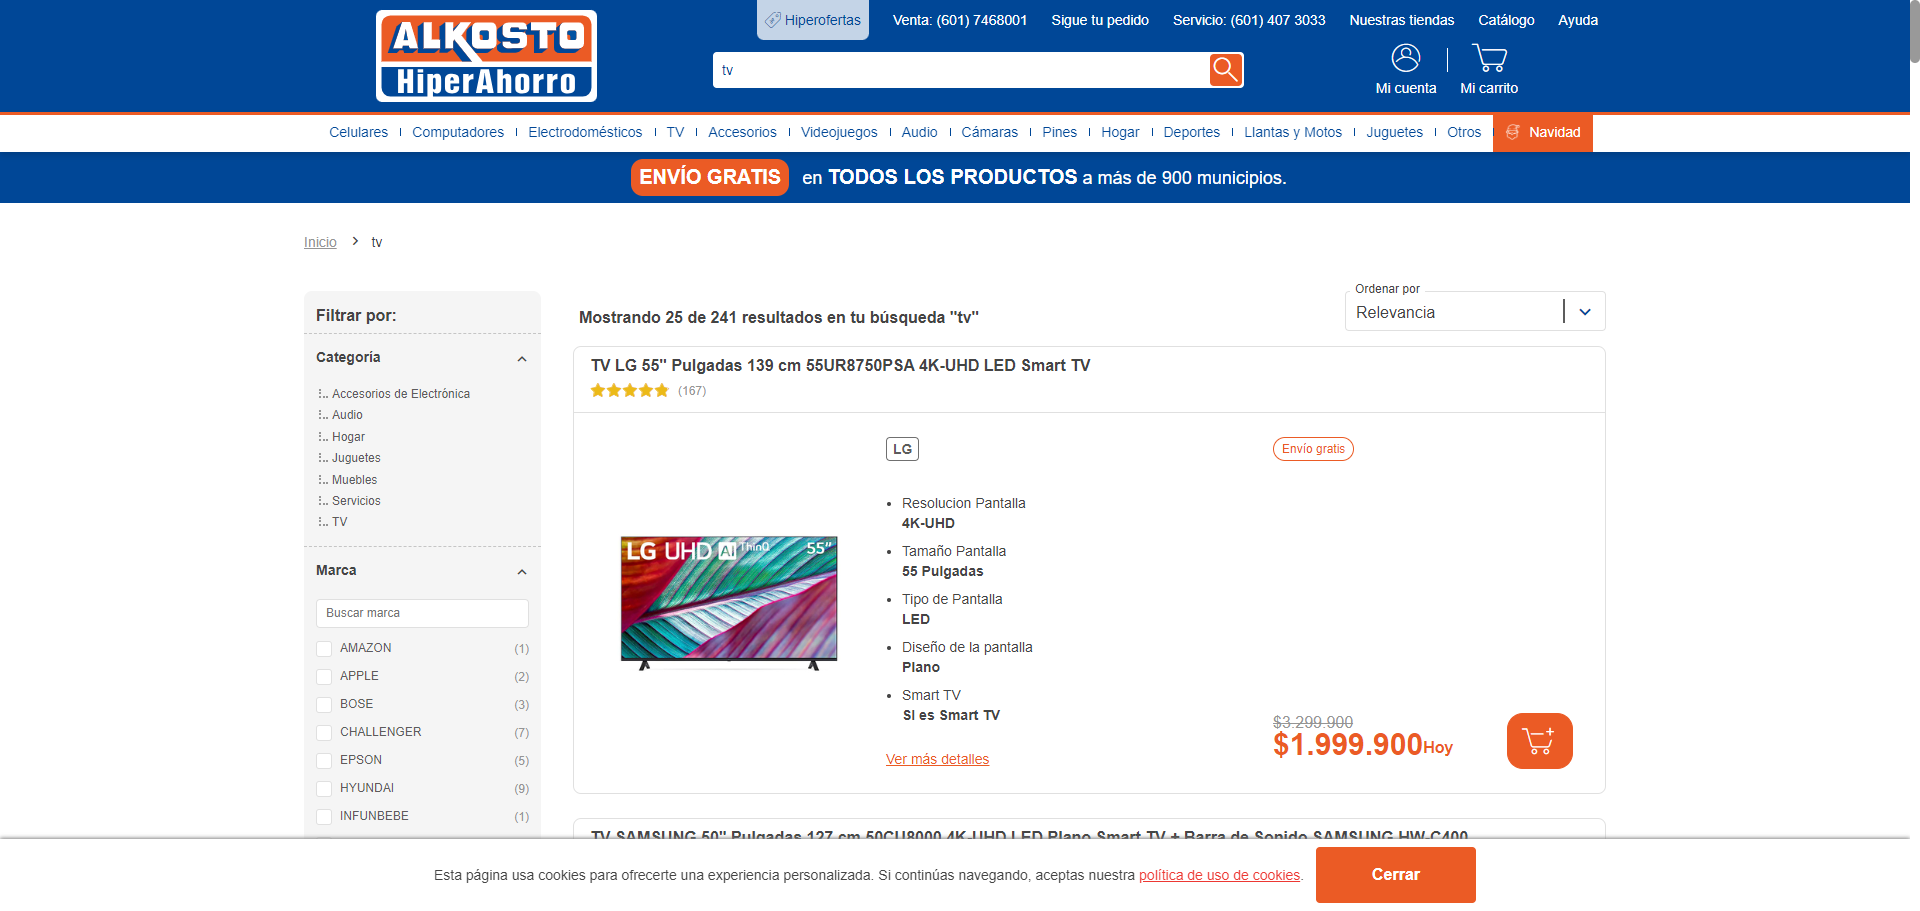 ALKOSTO
HiperAhorro
Hiperofertas
Venta: (601) 7468001
Sigue tu pedido
Servicio: (601) 407 3033
Nuestras tiendas
Catálogo
Ayuda
tv
Mi cuenta
Mi carrito
Celulares
Computadores
Electrodomésticos
TV
Accesorios
Videojuegos
Audio
Cámaras
Pines
Hogar
Deportes
Llantas y Motos
Juguetes
Otros
Navidad
ENVÍO GRATIS en TODOS LOS PRODUCTOS a más de 900 municipios.
Inicio > tv
Filtrar por:
Categoría
Accesorios de Electrónica
Audio
Hogar
Juguetes
Muebles
Servicios
TV
Marca
Buscar marca
AMAZON (1)
APPLE (2)
BOSE (3)
CHALLENGER (7)
EPSON (5)
HYUNDAI (9)
INFUNBEBE (1)
Mostrando 25 de 241 resultados en tu búsqueda "tv"
Ordenar por
Relevancia
TV LG 55" Pulgadas 139 cm 55UR8750PSA 4K-UHD LED Smart TV
(167)
LG UHD AI ThinQ 55"
LG
Envío gratis
Resolucion Pantalla
4K-UHD
Tamaño Pantalla
55 Pulgadas
Tipo de Pantalla
LED
Diseño de la pantalla
Plano
Smart TV
SI es Smart TV
Ver más detalles
$3.299.900
$1.999.900Hoy
TV SAMSUNG 50" Pulgadas 127 cm 50CU8000 4K-UHD LED Plano Smart TV + Barra de Sonido SAMSUNG HW-C400
Esta página usa cookies para ofrecerte una experiencia personalizada. Si continúas navegando, aceptas nuestra política de uso de cookies.
Cerrar